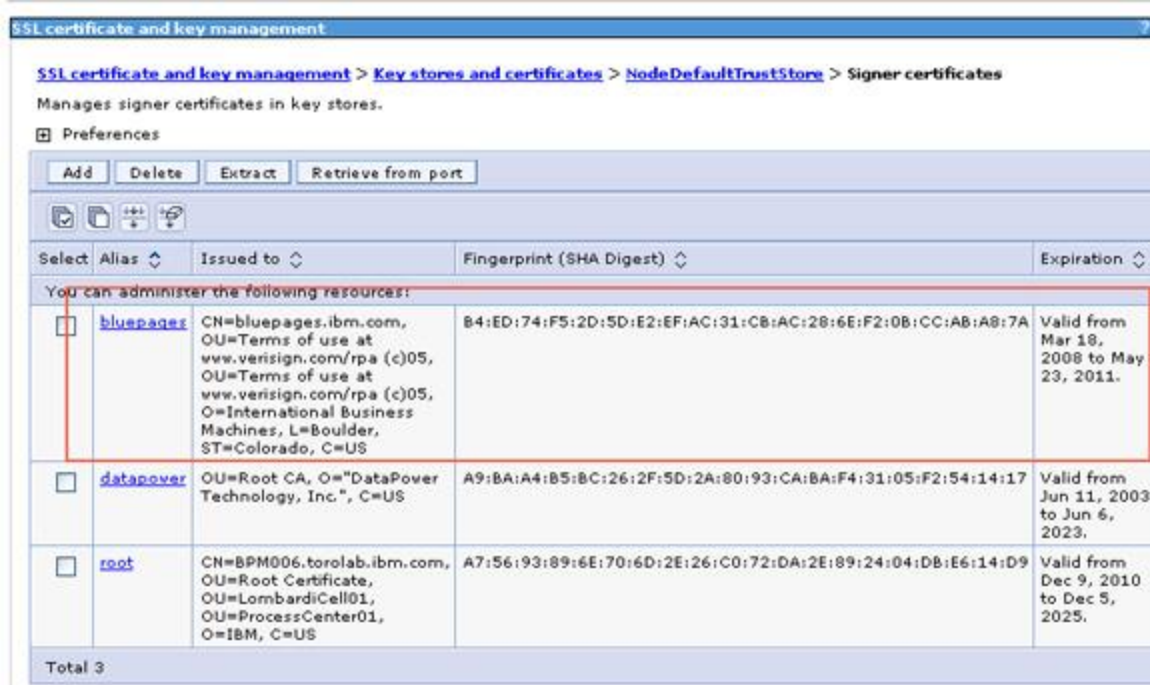 SSL certificate and key management ?
SSL certificate and key management > Key stores and certificates > NodeDefaultTrustStore > Signer certificates
Manages signer certificates in key stores.
Preferences
Add Delete Extract Retrieve from port
Select Alias Issued to Fingerprint (SHA Digest) Expiration
You can administer the following resources:
bluepages CN=bluepages.ibm.com, B4:ED:74:F5:2D:5D:E2:EF:AC:31:CB:AC:28:6E:F2:0B:CC:AB:A8:7A Valid from
OU=Terms of use at Mar 18,
www.verisign.com/rpa (c)05, 2008 to May
OU=Terms of use at 23, 2011.
www.verisign.com/rpa (c)05,
O=International Business
Machines, L=Boulder,
ST=Colorado, C=US
datapower OU=Root CA, O="DataPower A9:BA:A4:B5:BC:26:2F:5D:2A:80:93:CA:BA:F4:31:05:F2:54:14:17 Valid from
Technology, Inc.", C=US Jun 11, 2003
to Jun 6,
2023.
root CN=BPM006.torolab.ibm.com, A7:56:93:89:6E:70:6D:2E:26:C0:72:DA:2E:89:24:04:DB:E6:14:D9 Valid from
OU=Root Certificate, Dec 9, 2010
OU=LombardiCell01, to Dec 5,
OU=ProcessCenter01, 2025.
O=IBM, C=US
Total 3